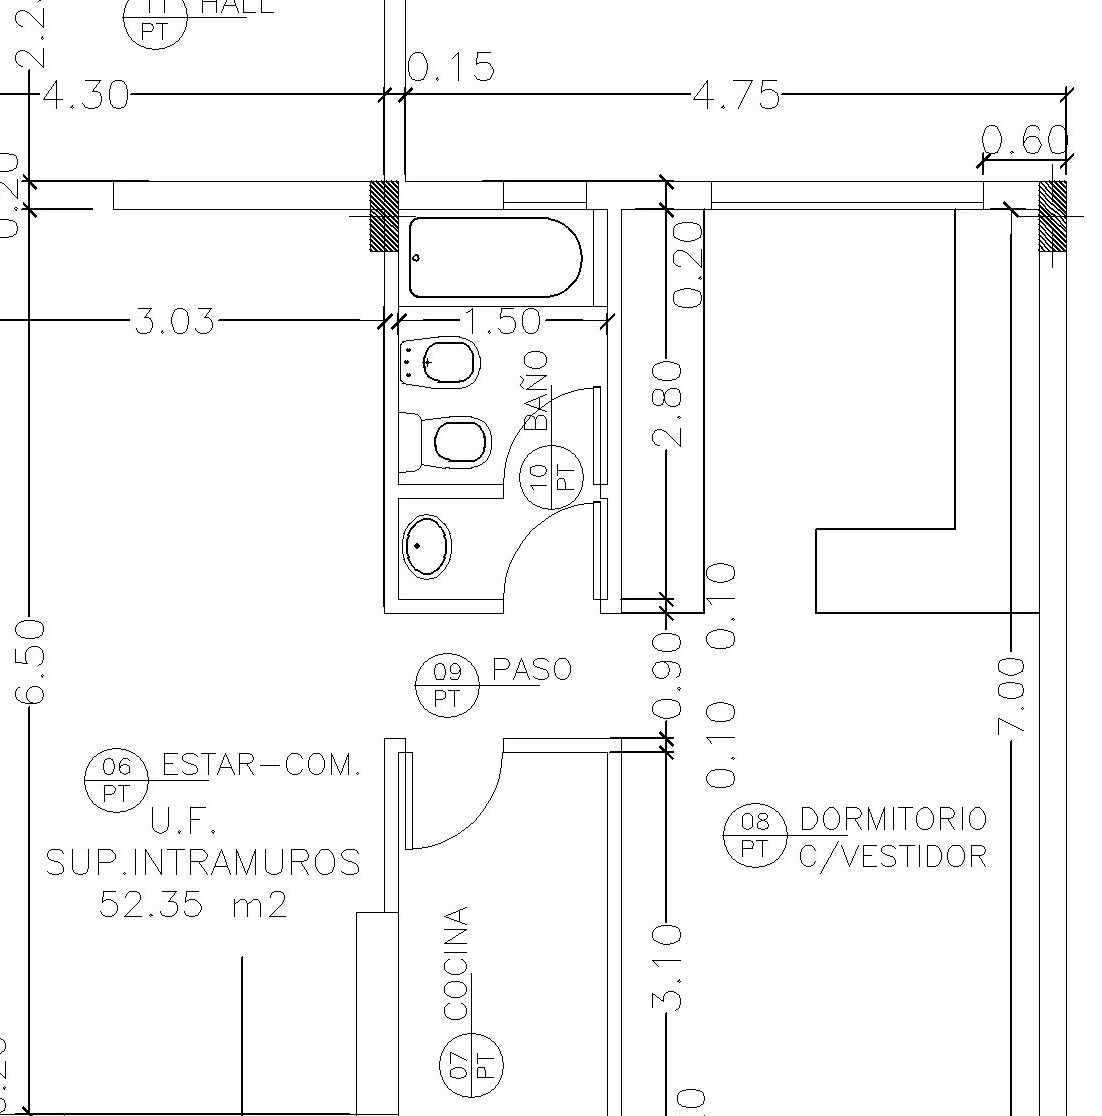 HALL
PT
2.2
0.15
4.30
4.75
0.60
0.20
0.20
3.03
1.50
BAÑO
10
PT
2.80
0.10
09
PT
PASO
0.90
6.50
7.00
0.10
06
PT
ESTAR-COM.
U.F.
SUP.INTRAMUROS
52.35 m2
08
PT
DORMITORIO
C/VESTIDOR
COCINA
07
PT
3.10